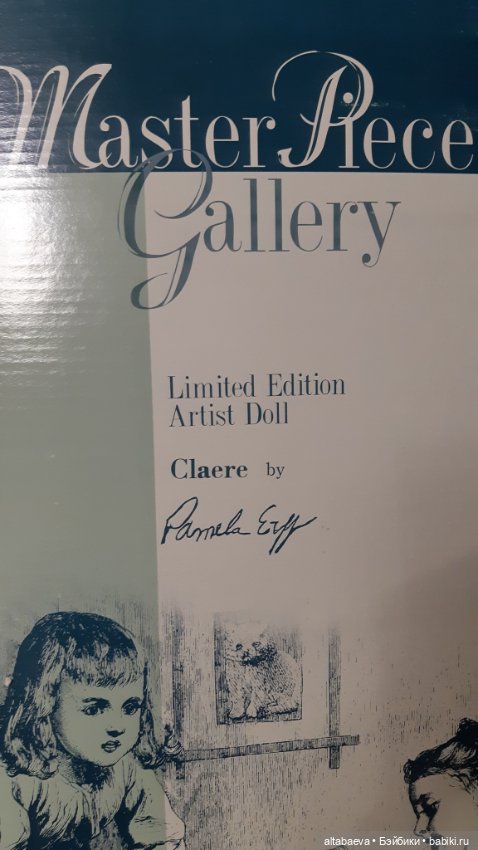 Master Piece
Gallery
Limited Edition
Artist Doll
Claere by
Pamela Erff
altabaeva • Бэйбики • babiki.ru